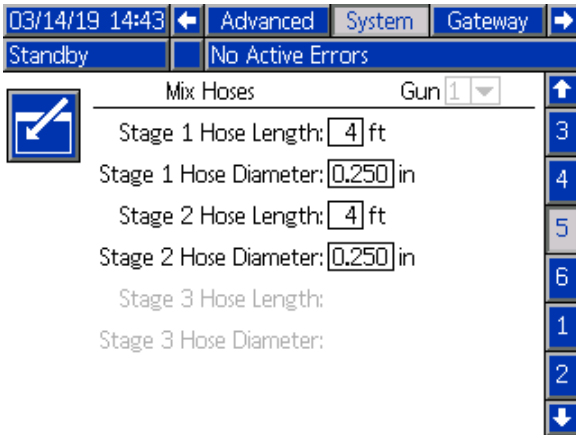 03/14/19 14:43 Advanced System Gateway
Standby No Active Errors
Mix Hoses Gun 1
Stage 1 Hose Length: 4 ft
3
Stage 1 Hose Diameter: 0.250 in
4
Stage 2 Hose Length: 4 ft
5
Stage 2 Hose Diameter: 0.250 in
6
Stage 3 Hose Length:
1
Stage 3 Hose Diameter:
2